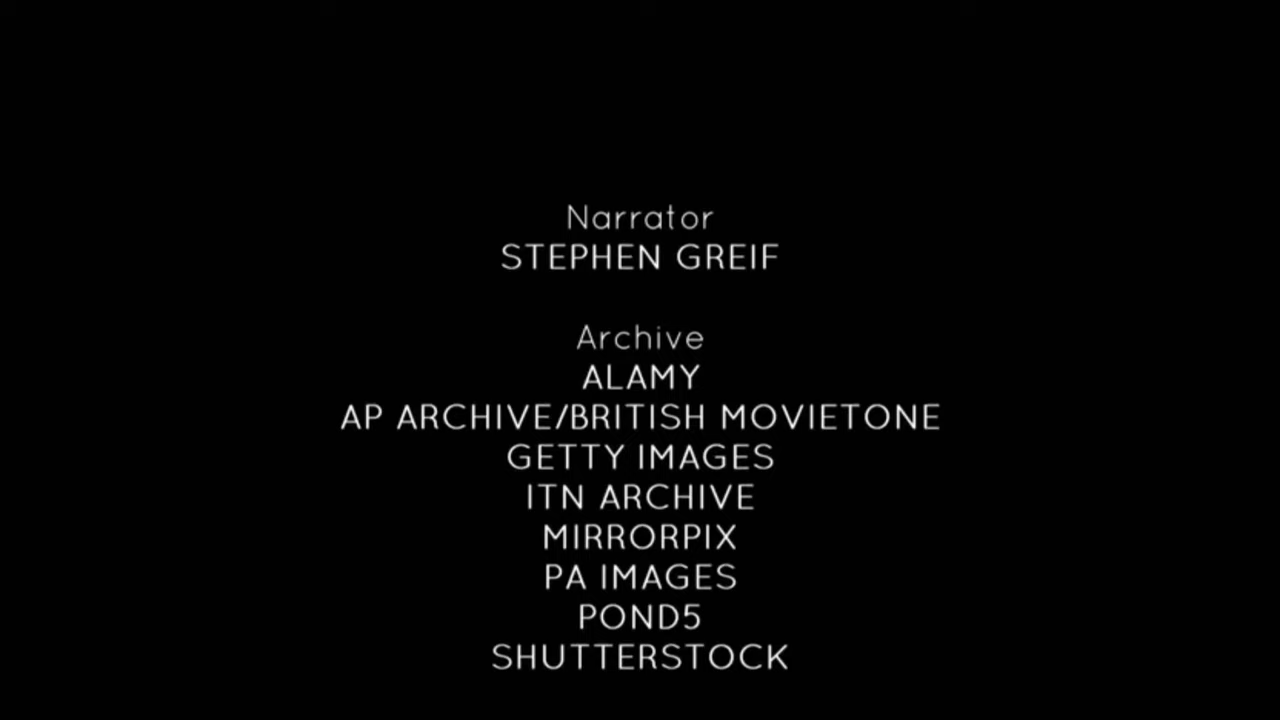 Narrator
STEPHEN GREIF
Archive
ALAMY
AP ARCHIVE/BRITISH MOVIETONE
GETTY IMAGES
ITN ARCHIVE
MIRRORPIX
PA IMAGES
POND5
SHUTTERSTOCK